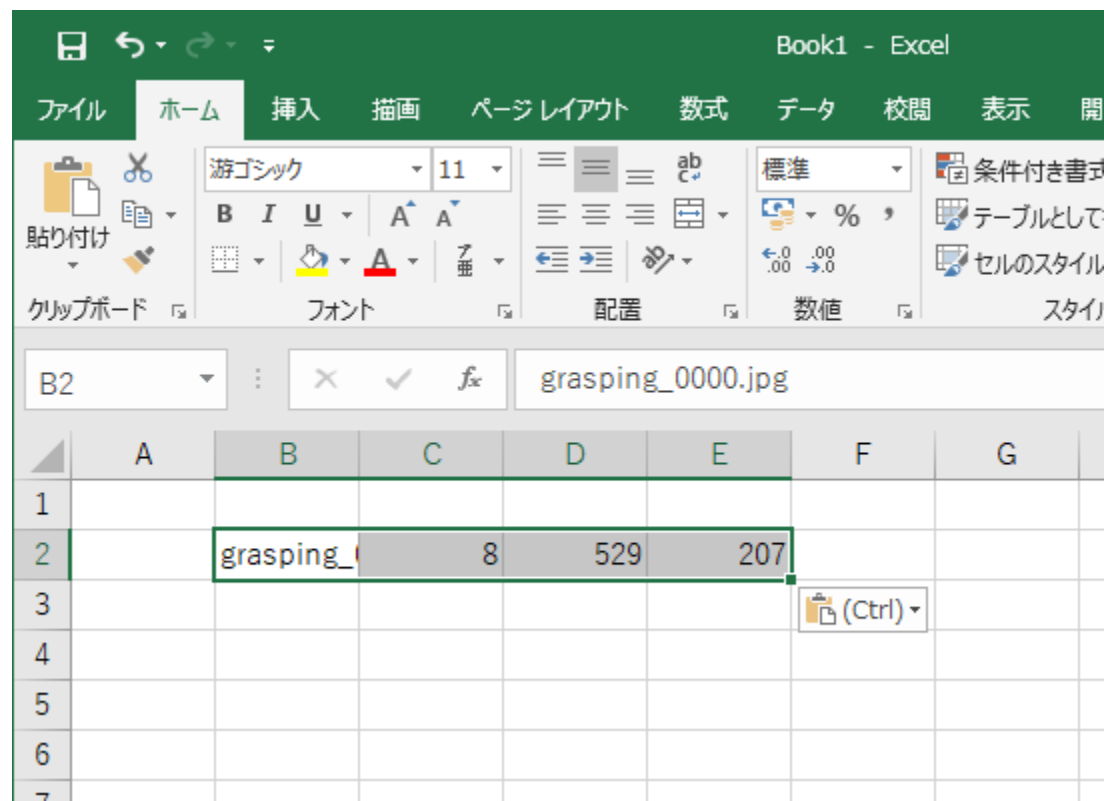 Book1 - Excel
ファイル ホーム 挿入 描画 ページ レイアウト 数式 データ 校閲 表示 開
游ゴシック 11 ab 標準 条件付き書式
貼り付け B I U A A % テーブルとして
A ア亜 .00 .00 セルのスタイル
クリップボード フォント 配置 数値 スタイル
B2 fx grasping_0000.jpg
A B C D E F G
1
2 grasping_ 8 529 207
3 (Ctrl)
4
5
6
7